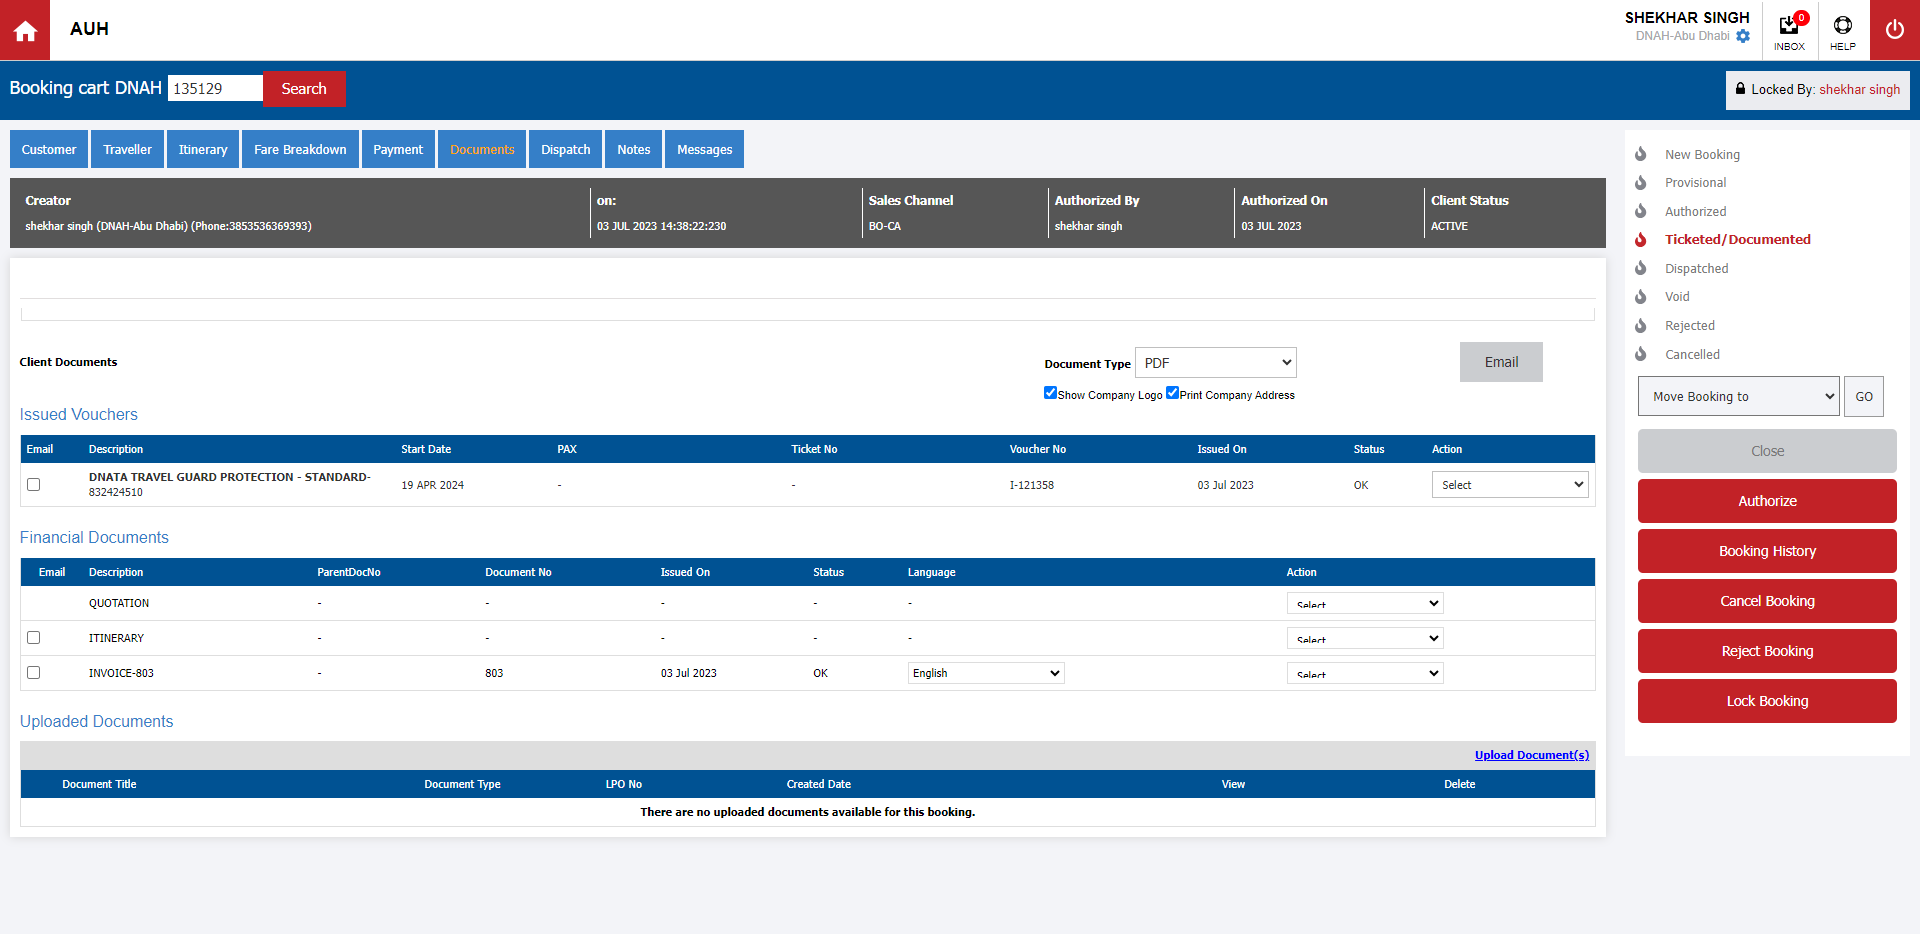 AUH
SHEKHAR SINGH
DNAH-Abu Dhabi
0
INBOX
HELP
Booking cart DNAH 135129 Search
Locked By: shekhar singh
Customer Traveller Itinerary Fare Breakdown Payment Documents Dispatch Notes Messages
Creator on: Sales Channel Authorized By Authorized On Client Status
shekhar singh (DNAH-Abu Dhabi) (Phone:3853536369393) 03 JUL 2023 14:38:22:230 BO-CA shekhar singh 03 JUL 2023 ACTIVE
Client Documents
Document Type PDF
Email
Show Company Logo Print Company Address
Issued Vouchers
Email Description Start Date PAX Ticket No Voucher No Issued On Status Action
DNATA TRAVEL GUARD PROTECTION - STANDARD-
832424510 19 APR 2024 - - I-121358 03 Jul 2023 OK Select
Financial Documents
Email Description ParentDocNo Document No Issued On Status Language Action
QUOTATION - - - - - Select
ITINERARY - - - - - Select
INVOICE-803 - 803 03 Jul 2023 OK English Select
Uploaded Documents
Upload Document(s)
Document Title Document Type LPO No Created Date View Delete
There are no uploaded documents available for this booking.
New Booking
Provisional
Authorized
Ticketed/Documented
Dispatched
Void
Rejected
Cancelled
Move Booking to GO
Close
Authorize
Booking History
Cancel Booking
Reject Booking
Lock Booking